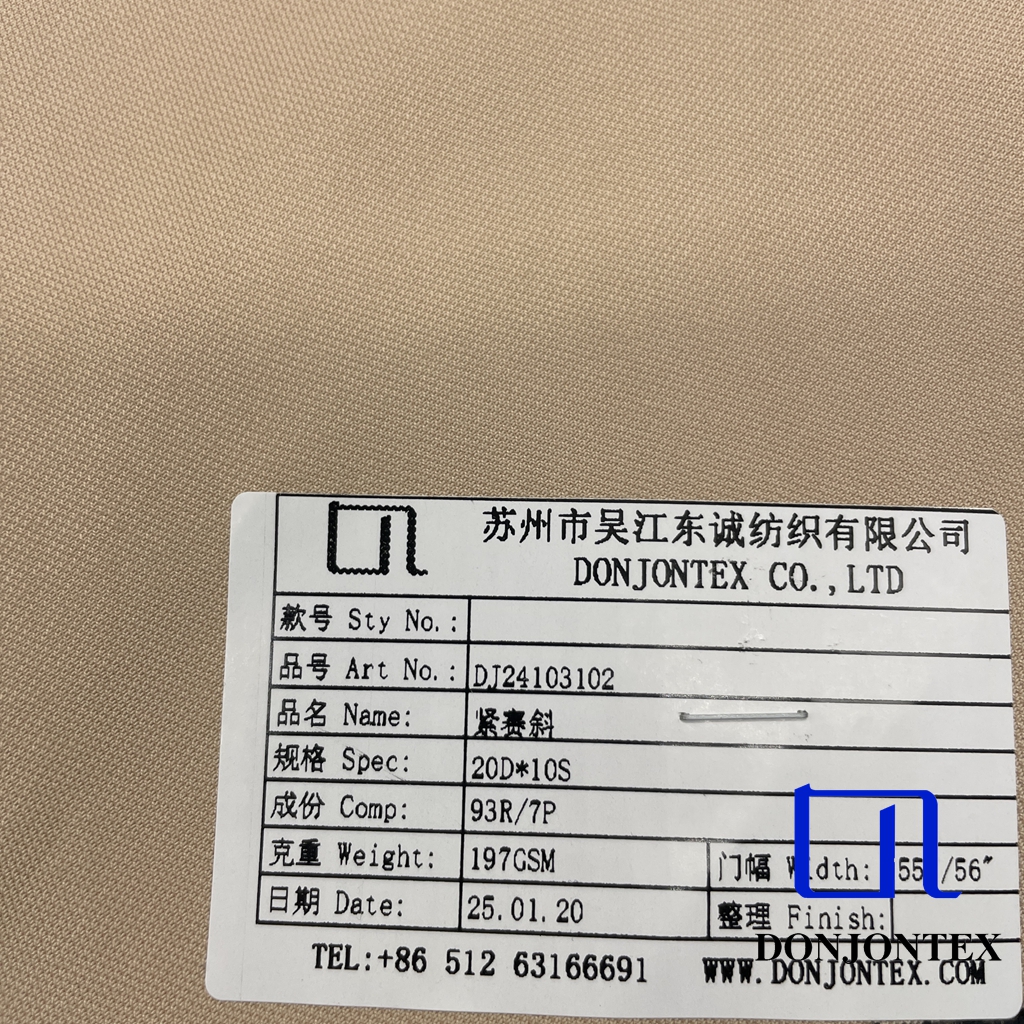 苏州市吴江东诚纺织有限公司
DONJONTEX CO.,LTD
款号 Sty No.:
品号 Art No.: DJ24103102
品名 Name: 紧赛斜
规格 Spec: 20D*10S
成份 Comp: 93R/7P
克重 Weight: 197GSM 门幅 Width: 55"/56"
日期 Date: 25.01.20 整理 Finish:
TEL:+86 512 63166691 WWW.DONJONTEX.COM
DONJONTEX